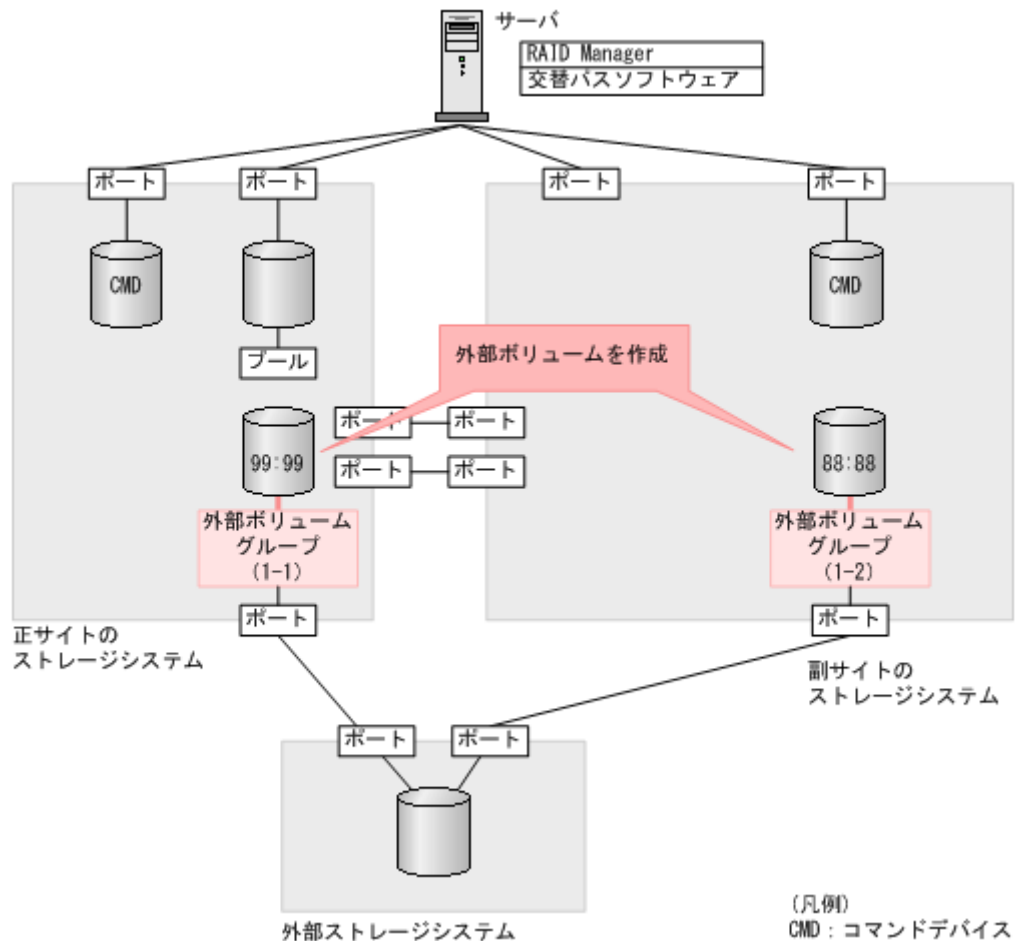 サーバ
RAID Manager
交替パスソフトウェア
ポート
ポート
ポート
ポート
CMD
CMD
プール
外部ボリュームを作成
ポート
ポート
99:99
88:88
ポート
ポート
外部ボリューム
グループ
(1-1)
外部ボリューム
グループ
(1-2)
ポート
ポート
正サイトの
ストレージシステム
副サイトの
ストレージシステム
ポート
ポート
外部ストレージシステム
(凡例)
CMD：コマンドデバイス